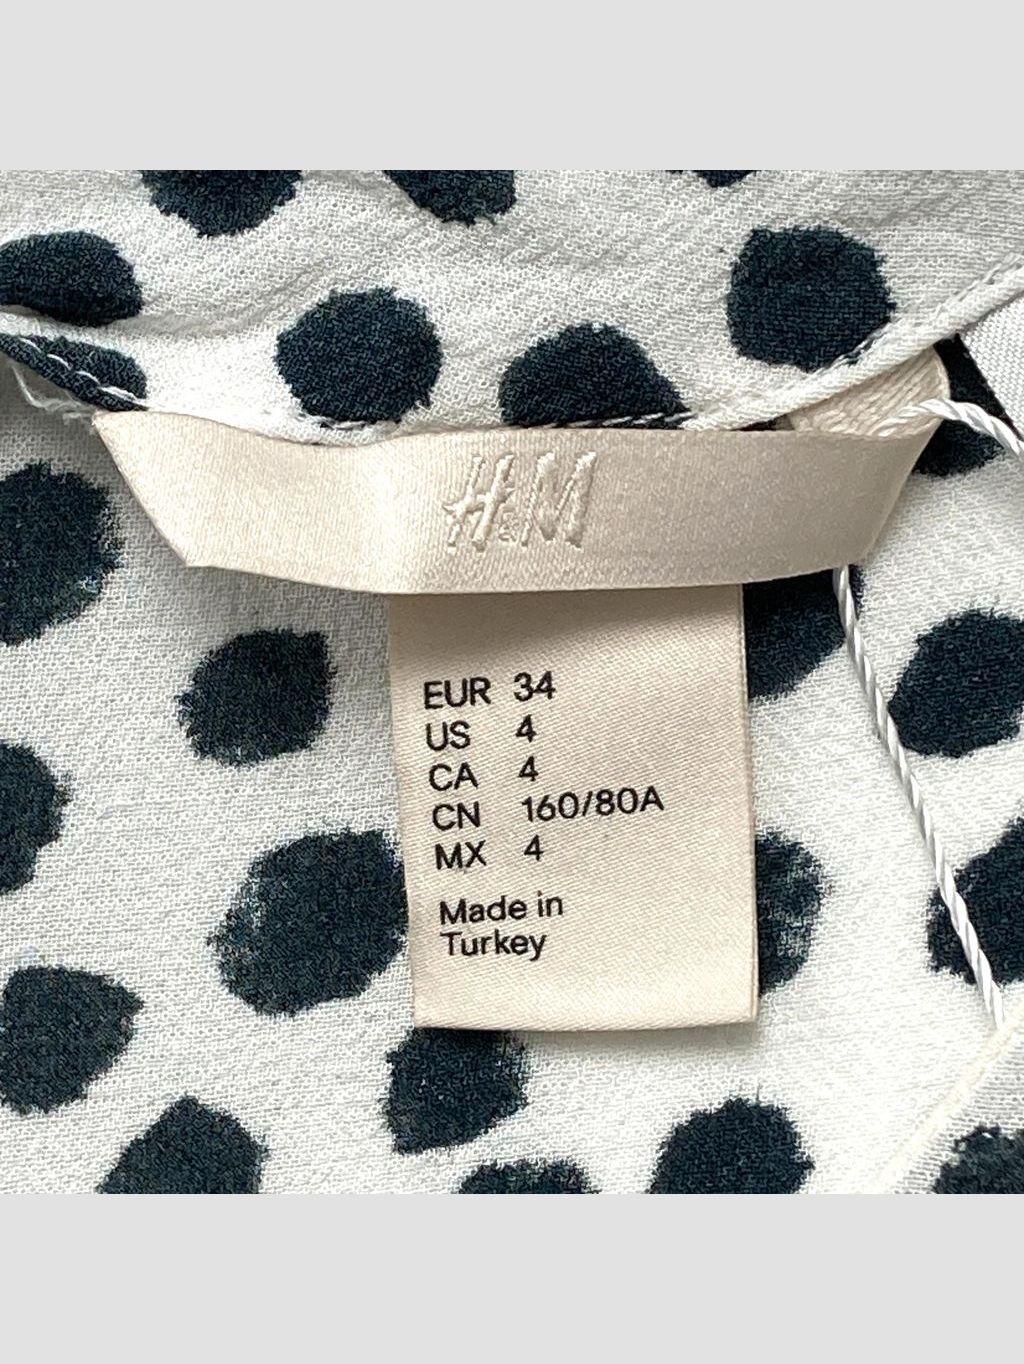 H&M
EUR 34
US 4
CA 4
CN 160/80A
MX 4
Made in
Turkey